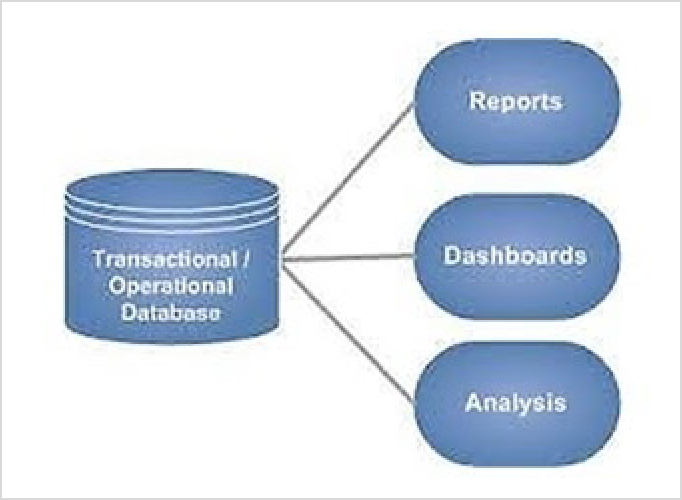 Reports
Transactional /
Operational
Database
Dashboards
Analysis